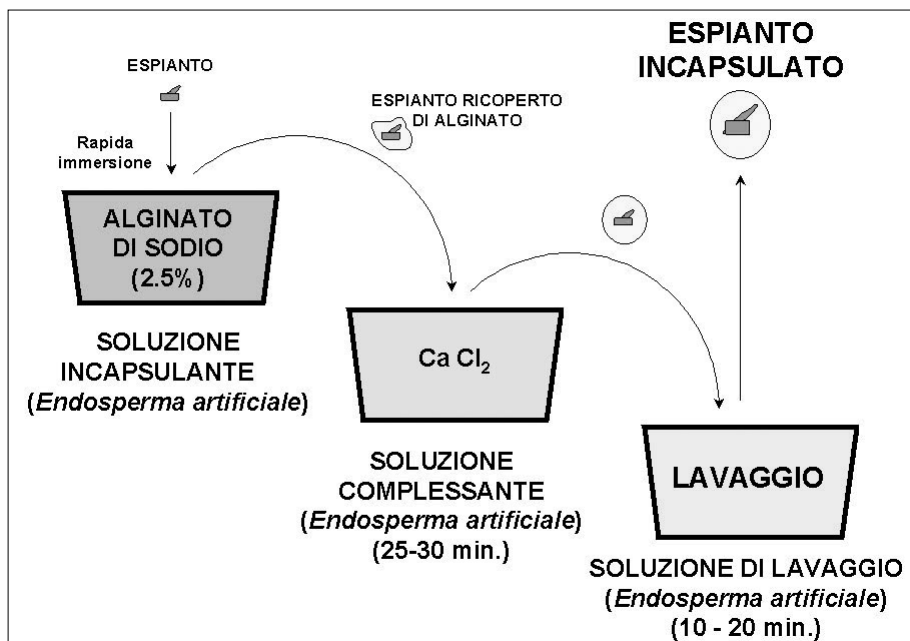 ESPIANTO
Rapida
immersione
ALGINATO
DI SODIO
(2.5%)
SOLUZIONE
INCAPSULANTE
(Endosperma artificiale)
ESPIANTO RICOPERTO
DI ALGINATO
Ca Cl₂
SOLUZIONE
COMPLESSANTE
(Endosperma artificiale)
(25-30 min.)
LAVAGGIO
SOLUZIONE DI LAVAGGIO
(Endosperma artificiale)
(10 - 20 min.)
ESPIANTO
INCAPSULATO